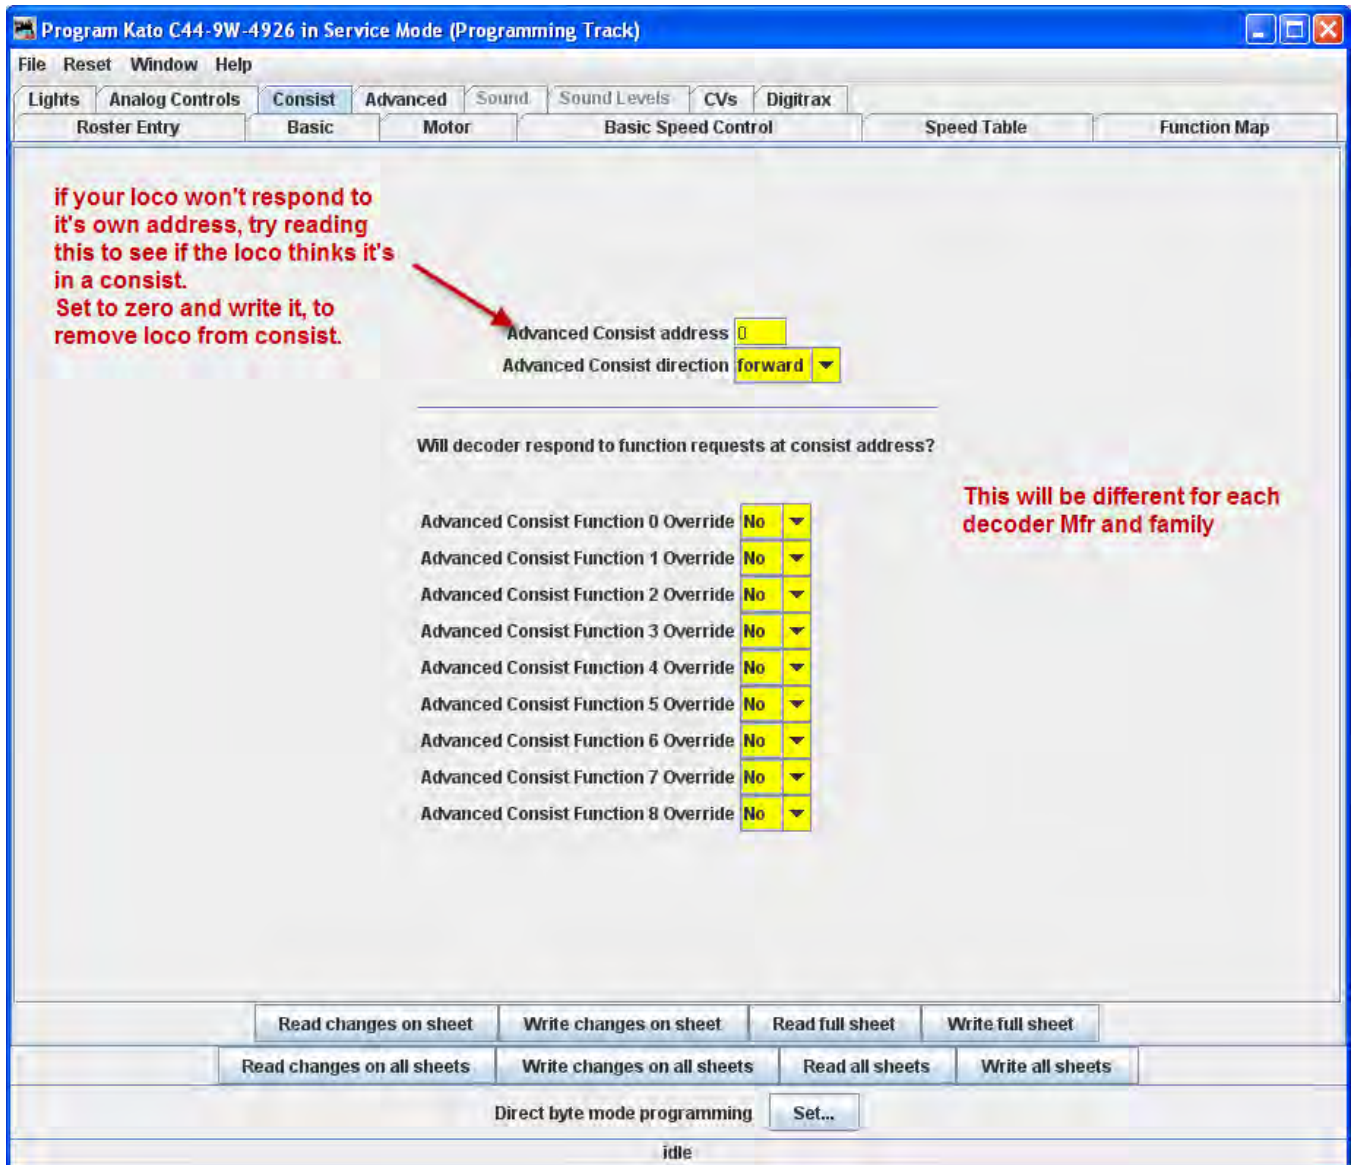 Program Kato C44-9W-4926 in Service Mode (Programming Track)
File Reset Window Help
Lights Analog Controls Consist Advanced Sound Sound Levels CVs Digitrax
Roster Entry Basic Motor Basic Speed Control Speed Table Function Map
if your loco won't respond to
it's own address, try reading
this to see if the loco thinks it's
in a consist.
Set to zero and write it, to
remove loco from consist.
Advanced Consist address 0
Advanced Consist direction forward
Will decoder respond to function requests at consist address?
This will be different for each
decoder Mfr and family
Advanced Consist Function 0 Override No
Advanced Consist Function 1 Override No
Advanced Consist Function 2 Override No
Advanced Consist Function 3 Override No
Advanced Consist Function 4 Override No
Advanced Consist Function 5 Override No
Advanced Consist Function 6 Override No
Advanced Consist Function 7 Override No
Advanced Consist Function 8 Override No
Read changes on sheet Write changes on sheet Read full sheet Write full sheet
Read changes on all sheets Write changes on all sheets Read all sheets Write all sheets
Direct byte mode programming Set...
idle